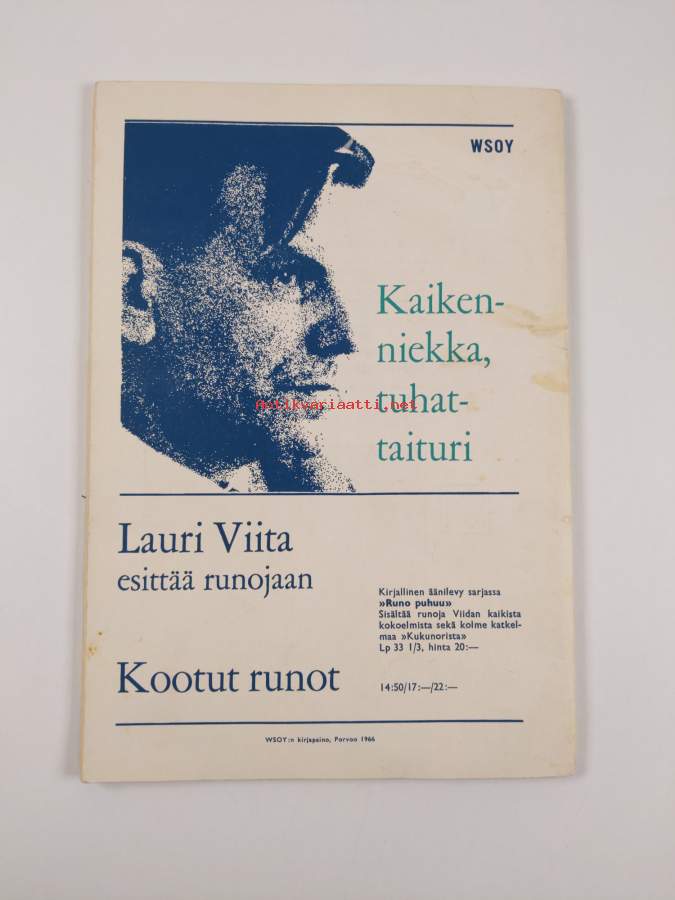 WSOY
Kaiken-
niekka,
tuhat-
taituri
antikvariaatti.net
Lauri Viita
esittää runojaan
Kirjallinen äänilevy sarjassa
»Runo puhuu»
Sisältää runoja Viidan kaikista
kokoelmista sekä kolme katkel-
maa »Kukunorista»
Lp 33 1/3, hinta 20:—
Kootut runot
14:50/17:—/22:—
WSOY:n kirjapaino, Porvoo 1966